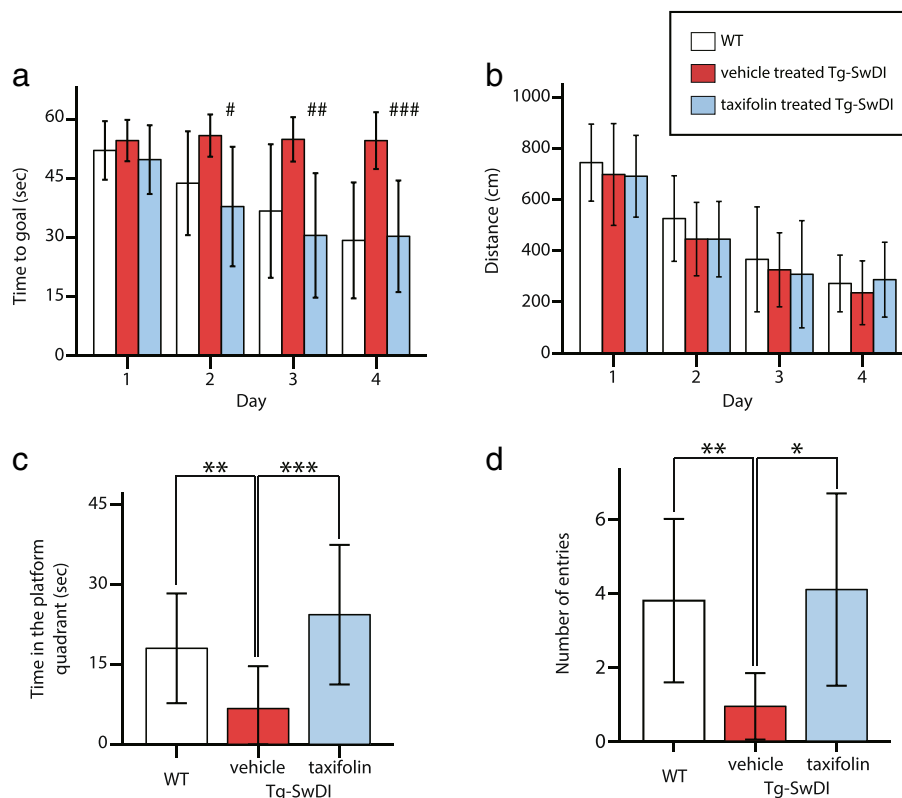 WT
vehicle treated Tg-SwDI
taxifolin treated Tg-SwDI
a
Time to goal (sec)
60
45
30
15
0
#
##
###
1 2 3 4
Day
b
Distance (cm)
1000
800
600
400
200
0
1 2 3 4
Day
c
Time in the platform
quadrant (sec)
45
30
15
0
**
***
WT vehicle taxifolin
Tg-SwDI
d
Number of entries
6
4
2
0
**
*
WT vehicle taxifolin
Tg-SwDI